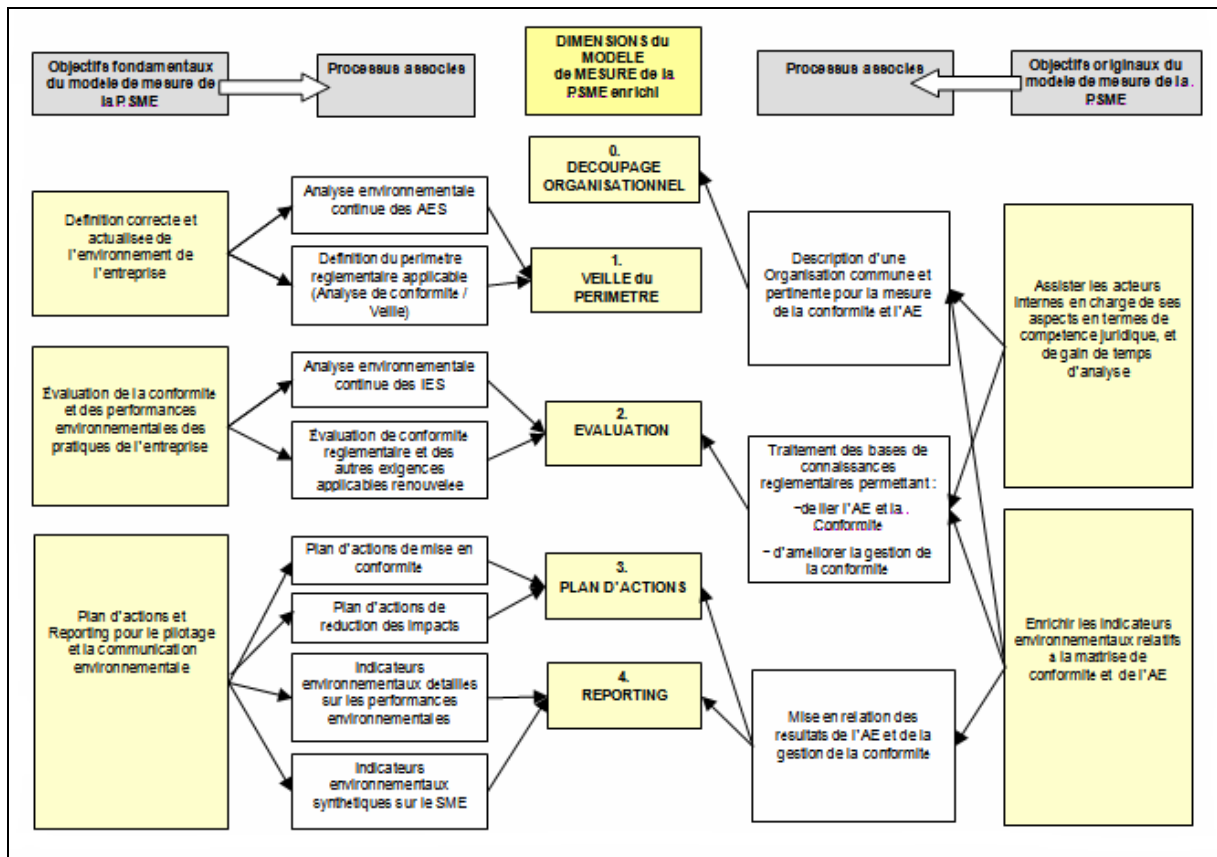 Objectifs fondamentaux
du modele de mesure de
la PSME
Processus associés
DIMENSIONS du
MODELE
de MESURE de la
PSME enrichi
Processus associés
Objectifs originaux du
modele de mesure de la .
PSME
Definition correcte et
actualisée de
l'environnement de
l'entreprise
Évaluation de la conformité
et des performances
environnementales des
pratiques de l'entreprise
Plan d'actions et
Reporting pour le pilotage
et la communication
environnementale
Analyse environnementale
continue des AES
Definition du perimetre
reglementaire applicable
(Analyse de conformite /
Veille)
Analyse environnementale
continue des IES
Évaluation de conformite
reglementaire et des
autres exigences
applicables renouvelée
Plan d'actions de mise en
conformite
Plan d'actions de
reduction des impacts
Indicateurs
environnementaux detailles
sur les performances
environnementales
Indicateurs
environnementaux
synthetiques sur le SME
0.
DECOUPAGE
ORGANISATIONNEL
1.
VEILLE du
PERIMETRE
2.
EVALUATION
3.
PLAN D'ACTIONS
4.
REPORTING
Description d'une
Organisation commune et
pertinente pour la mesure
de la conformite et l'AE
Traitement des bases de
connaissances
reglementaires permettant :
-de lier l'AE et la .
Conformite
- d'ameliorer la gestion de
la conformite
Mise en relation des
resultats de l'AE et de la
gestion de la conformite
Assister les acteurs
internes en charge de ses
aspects en termes de
competence juridique, et
de gain de temps
d'analyse
Enrichir les indicateurs
environnementaux relatifs
a la maitrise de
conformite et de l'AE